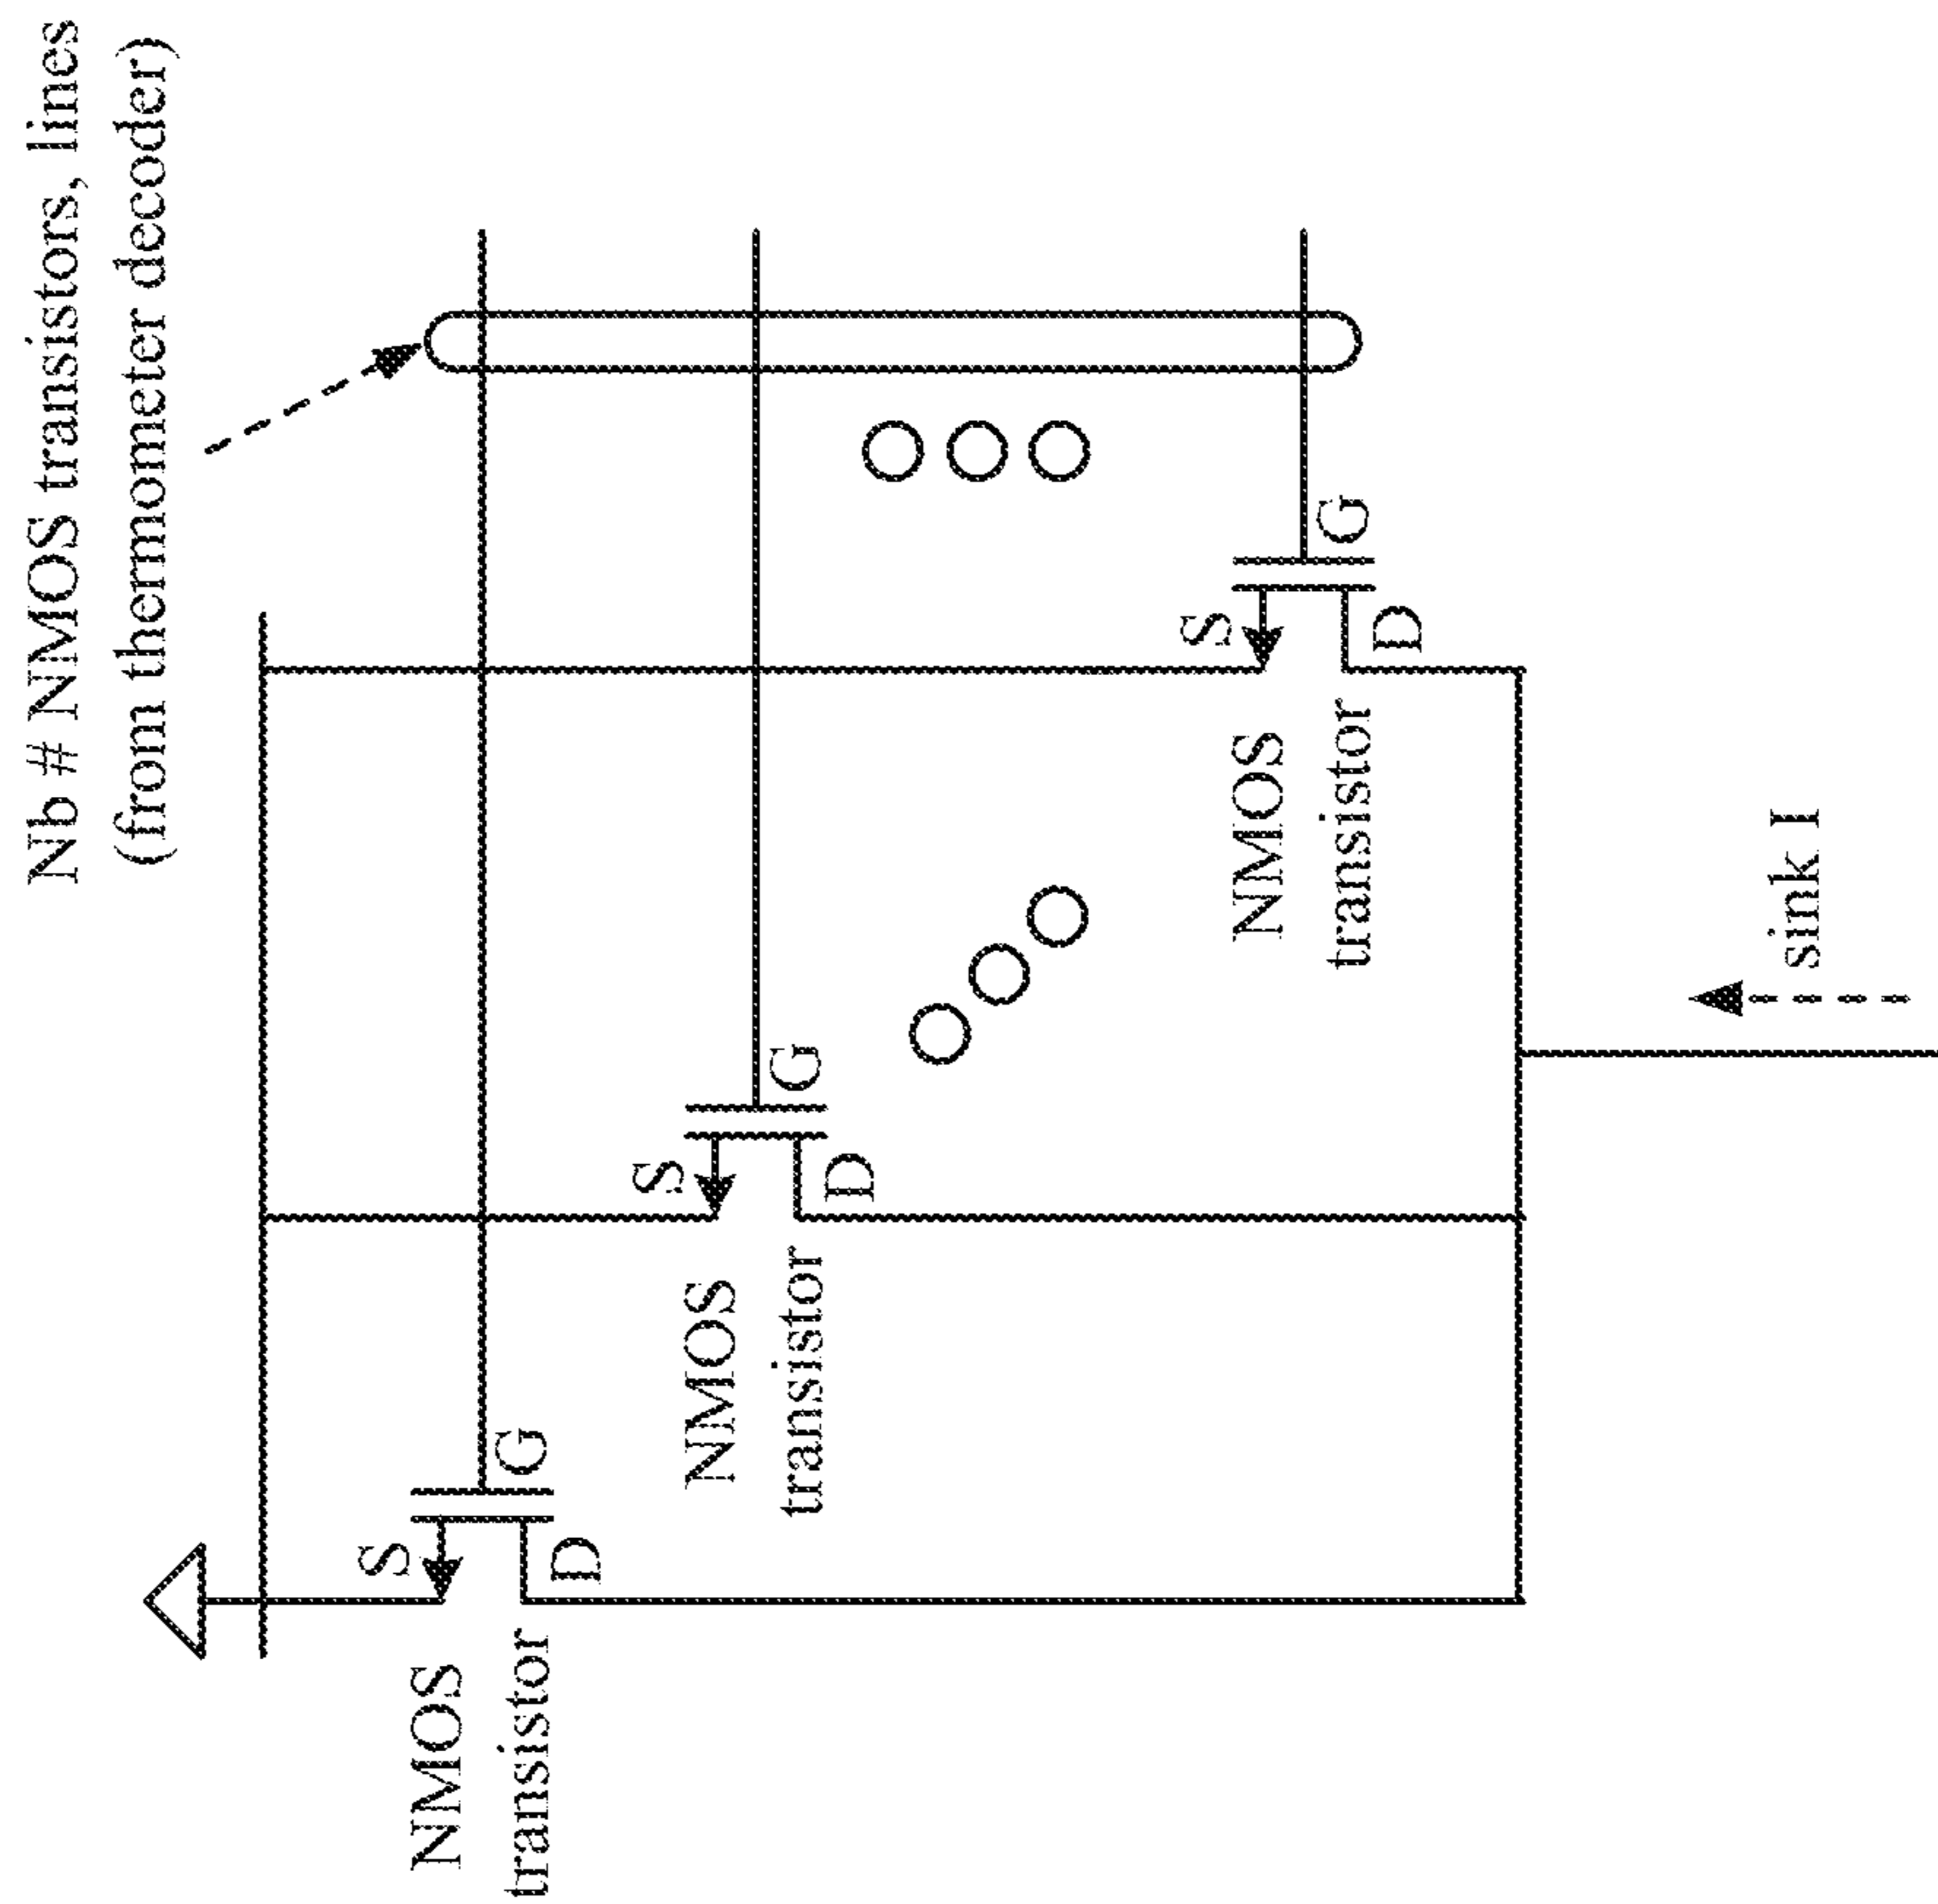 Nb # NMOS transistors, lines
(from thermometer decoder)
NMOS
transistor
S
G
D
NMOS
transistor
S
G
D
NMOS
transistor
S
G
D
sink I